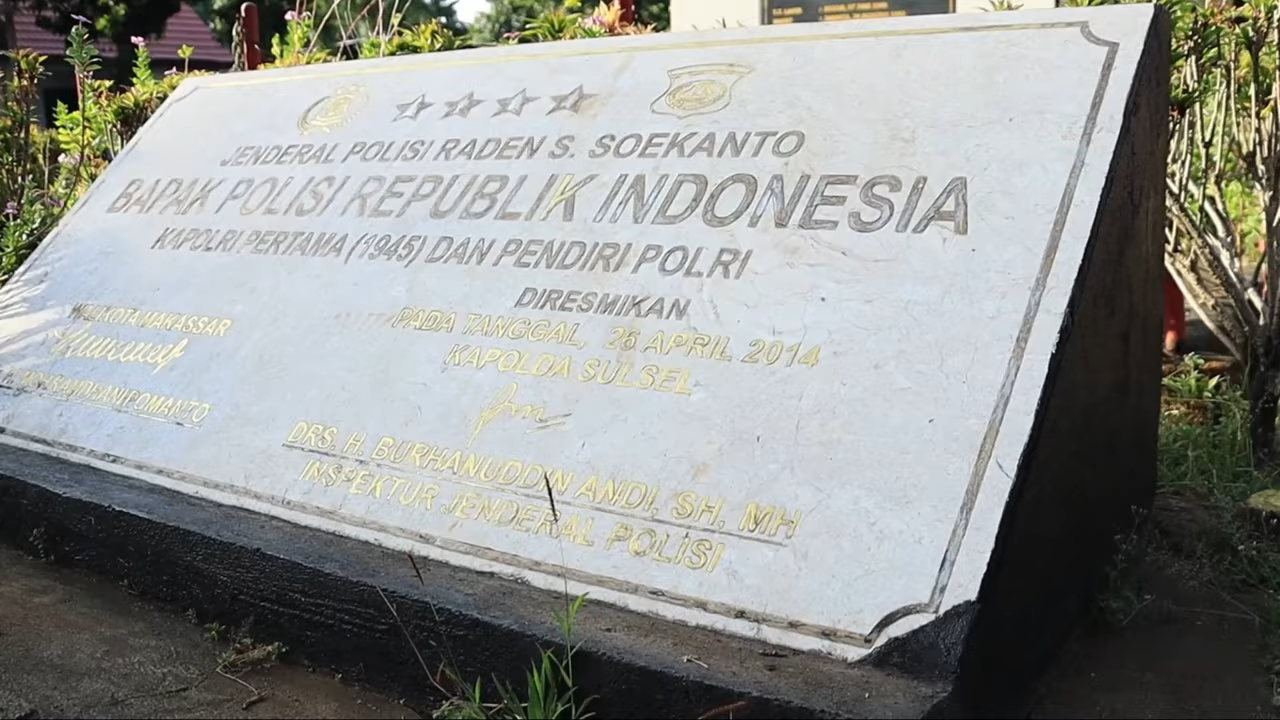 JENDERAL POLISI RADEN S. SOEKANTO
BAPAK POLISI REPUBLIK INDONESIA
KAPOLRI PERTAMA (1945) DAN PENDIRI POLRI
DIRESMIKAN
PADA TANGGAL, 26 APRIL 2014
KAPOLDA SULSEL
DRS. H. BURHANUDDIN ANDI, SH, MH
INSPEKTUR JENDERAL POLISI
WALIKOTA MAKASSAR
POMANTO